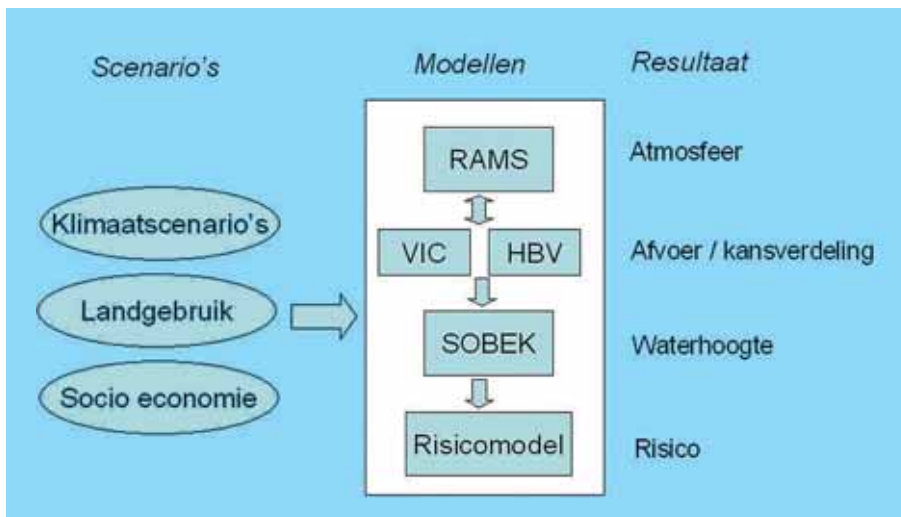 Scenario's
Modellen
Resultaat
RAMS
Atmosfeer
Klimaatscenario's
VIC
HBV
Afvoer / kansverdeling
Landgebruik
SOBEK
Waterhoogte
Socio economie
Risicomodel
Risico